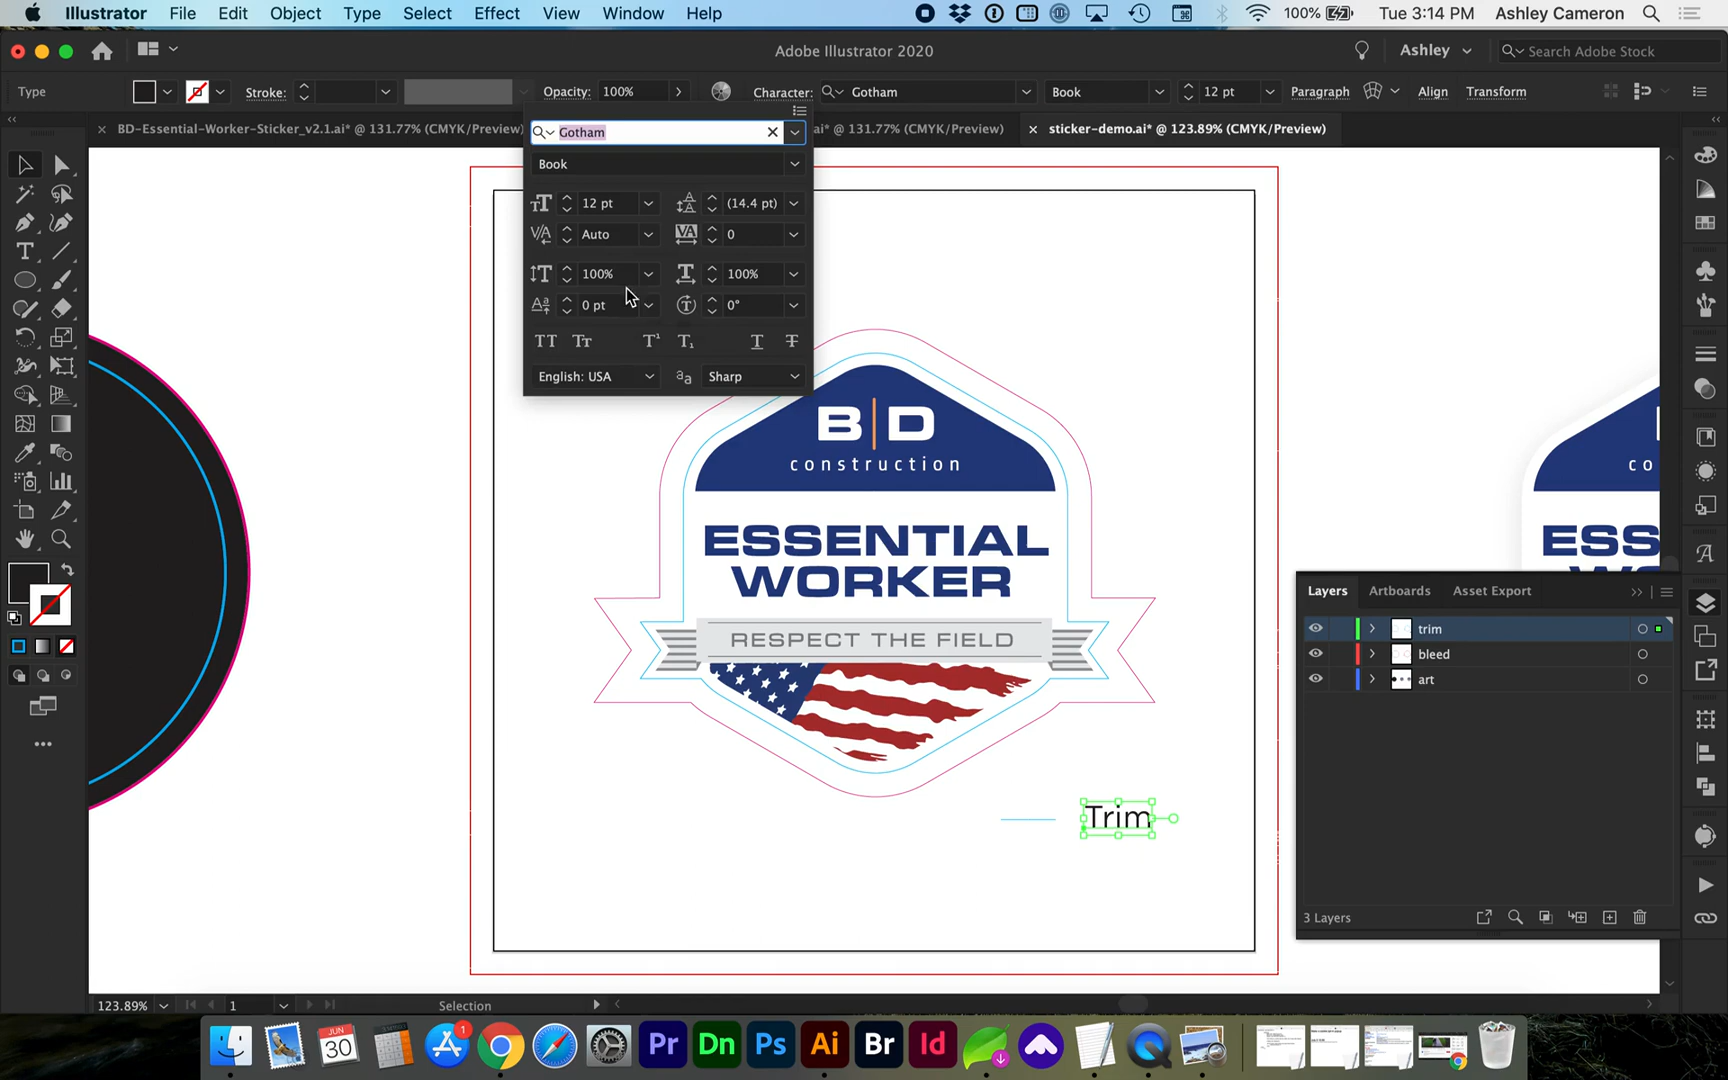 Illustrator File Edit Object Type Select Effect View Window Help 100% Tue 3:14 PM Ashley Cameron
Adobe Illustrator 2020
Ashley
Search Adobe Stock
Type Stroke: Opacity: 100% Character: Gotham Book 12 pt Paragraph Align Transform
BD-Essential-Worker-Sticker_v2.1.ai* @ 131.77% (CMYK/Preview)
ai* @ 131.77% (CMYK/Preview)
sticker-demo.ai* @ 123.89% (CMYK/Preview)
Gotham
Book
12 pt (14.4 pt)
Auto 0
100% 100%
0 pt 0°
English: USA Sharp
B|D
construction
ESSENTIAL
WORKER
RESPECT THE FIELD
Trim
co
ESS
Layers Artboards Asset Export
trim
bleed
art
3 Layers
123.89% 1 Selection
JUN
30
1
Pr Dn Ps Ai Br Id